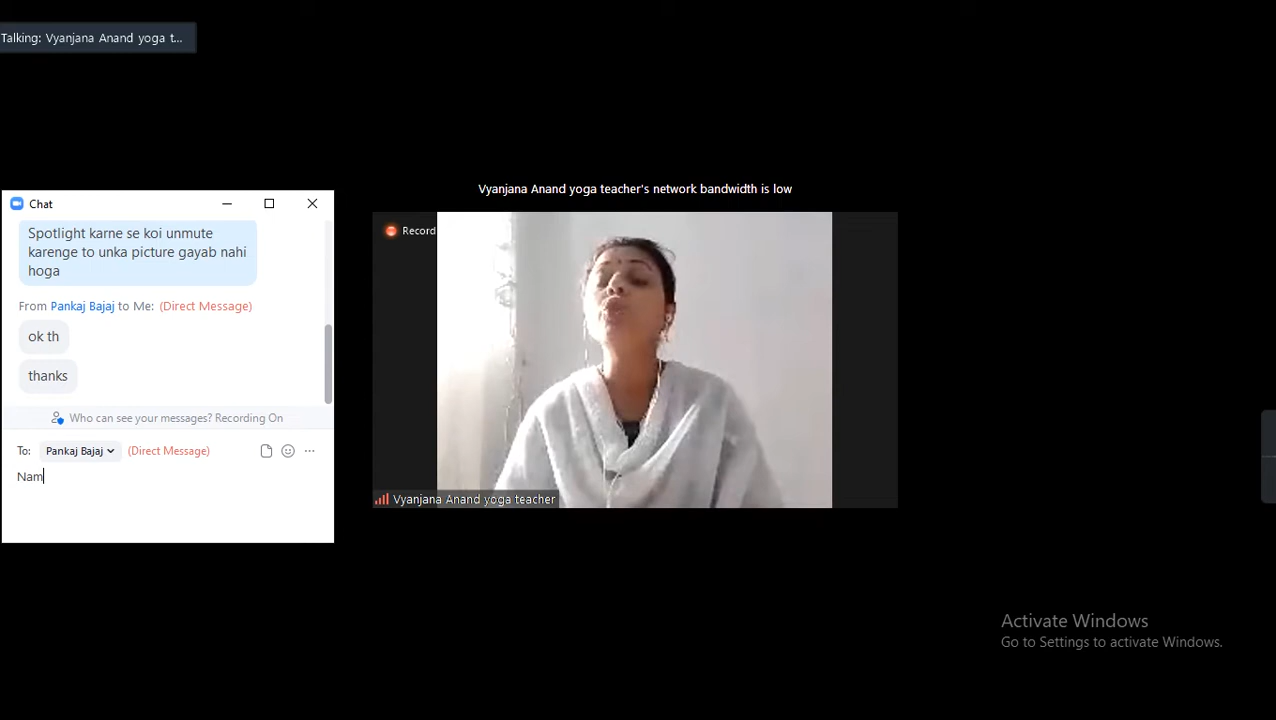 Talking: Vyanjana Anand yoga t...
Vyanjana Anand yoga teacher's network bandwidth is low
Chat
Spotlight karne se koi unmute
karenge to unka picture gayab nahi
hoga
From Pankaj Bajaj to Me: (Direct Message)
ok th
thanks
Who can see your messages? Recording On
To: Pankaj Bajaj (Direct Message)
Nam
Record
Vyanjana Anand yoga teacher
Activate Windows
Go to Settings to activate Windows.